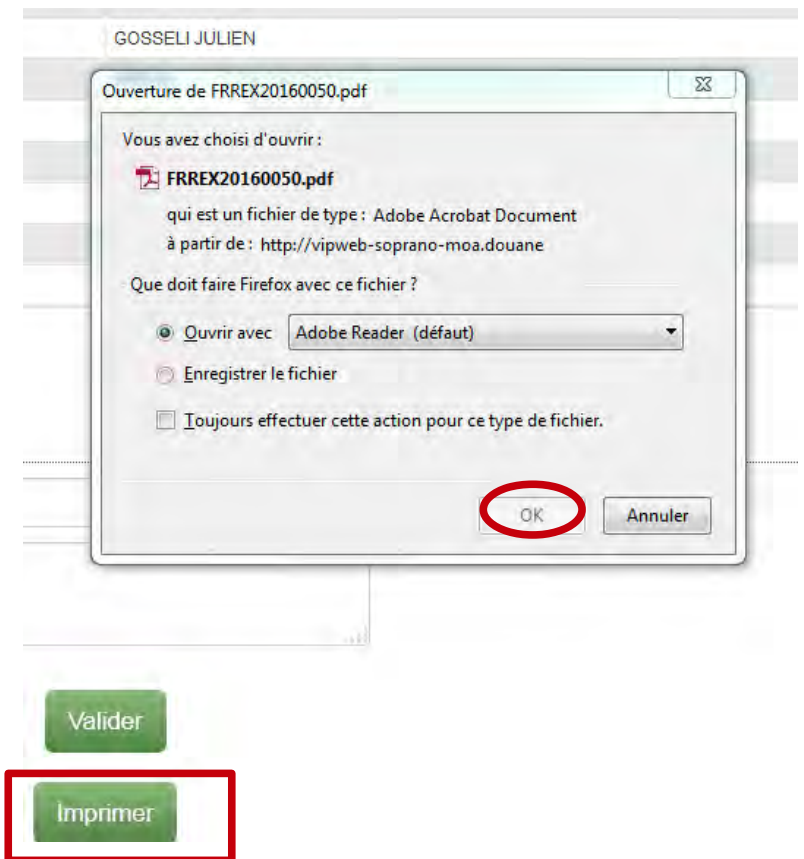 GOSSELI JULIEN
Ouverture de FRREX20160050.pdf
Vous avez choisi d'ouvrir :
FRREX20160050.pdf
qui est un fichier de type : Adobe Acrobat Document
à partir de : http://vipweb-soprano-moa.douane
Que doit faire Firefox avec ce fichier ?
Ouvrir avec Adobe Reader (défaut)
Enregistrer le fichier
Toujours effectuer cette action pour ce type de fichier.
OK Annuler
Valider
Imprimer